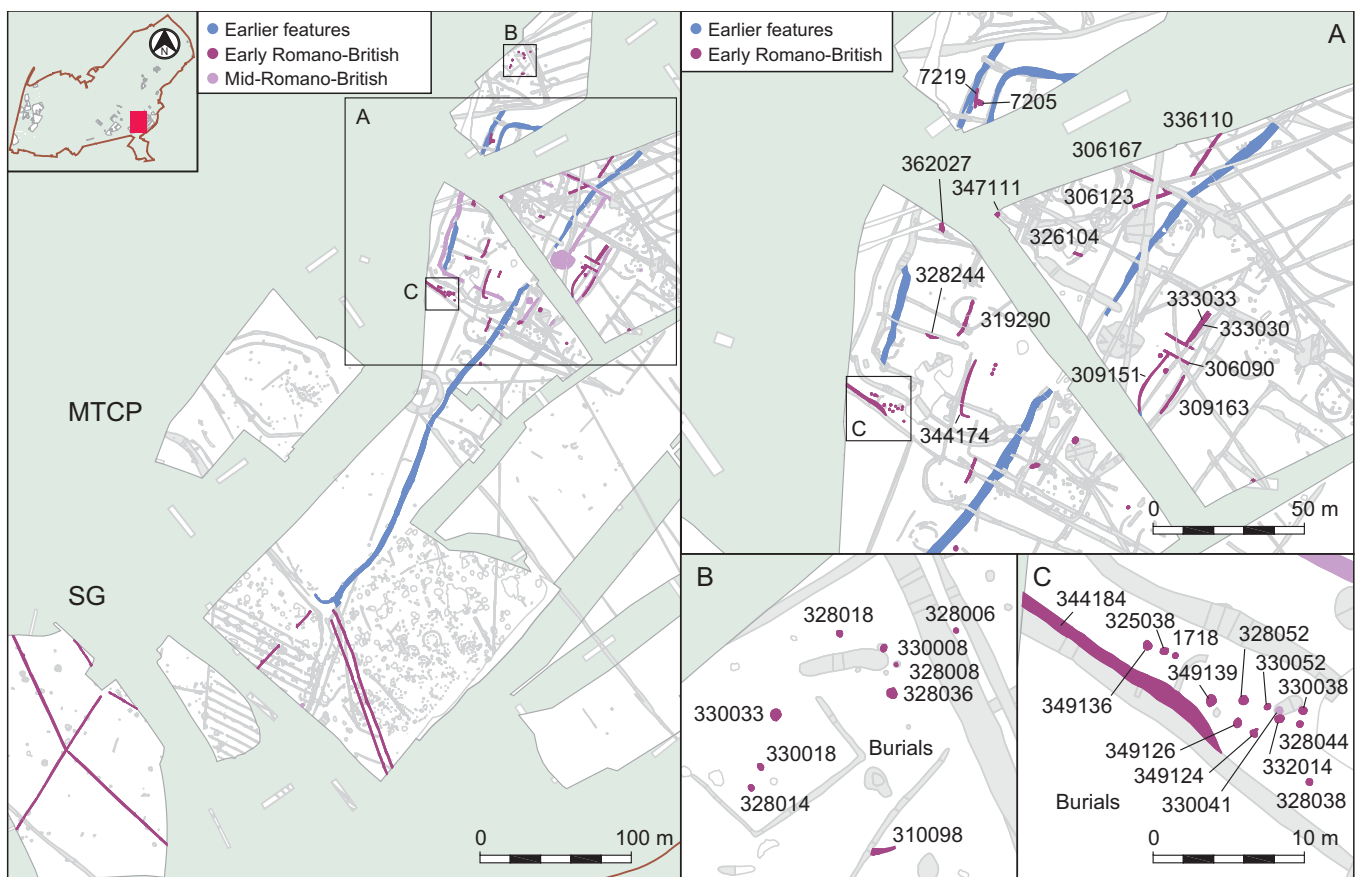 N
Earlier features
Early Romano-British
Mid-Romano-British
B
A
C
MTCP
SG
0 100 m
Earlier features
Early Romano-British
A
7219
7205
336110
306167
362027
347111
306123
326104
328244
333033
319290
333030
306090
309151
309163
C
344174
0 50 m
B
328018
328006
330008
328008
328036
330033
Burials
330018
328014
310098
C
344184
325038
1718
328052
349139
330052
330038
349136
349126
328044
349124
332014
330041
328038
Burials
0 10 m